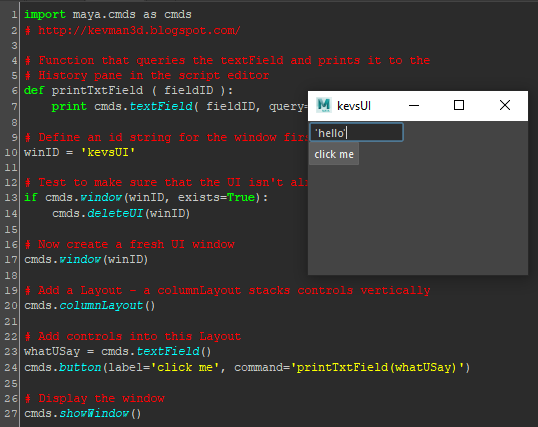 1 import maya.cmds as cmds
2 # http://kevman3d.blogspot.com/
3
4 # Function that queries the textField and prints it to the
5 # History pane in the script editor
6 def printTxtField ( fieldID ):
7 print cmds.textField( fieldID, query=
8
9 # Define an id string for the window firs
10 winID = 'kevsUI'
11
12 # Test to make sure that the UI isn't al
13 if cmds.window(winID, exists=True):
14 cmds.deleteUI(winID)
15
16 # Now create a fresh UI window
17 cmds.window(winID)
18
19 # Add a Layout - a columnLayout stacks controls vertically
20 cmds.columnLayout()
21
22 # Add controls into this Layout
23 whatUSay = cmds.textField()
24 cmds.button(label='click me', command='printTxtField(whatUSay)')
25
26 # Display the window
27 cmds.showWindow()
M kevsUI
'hello'
click me